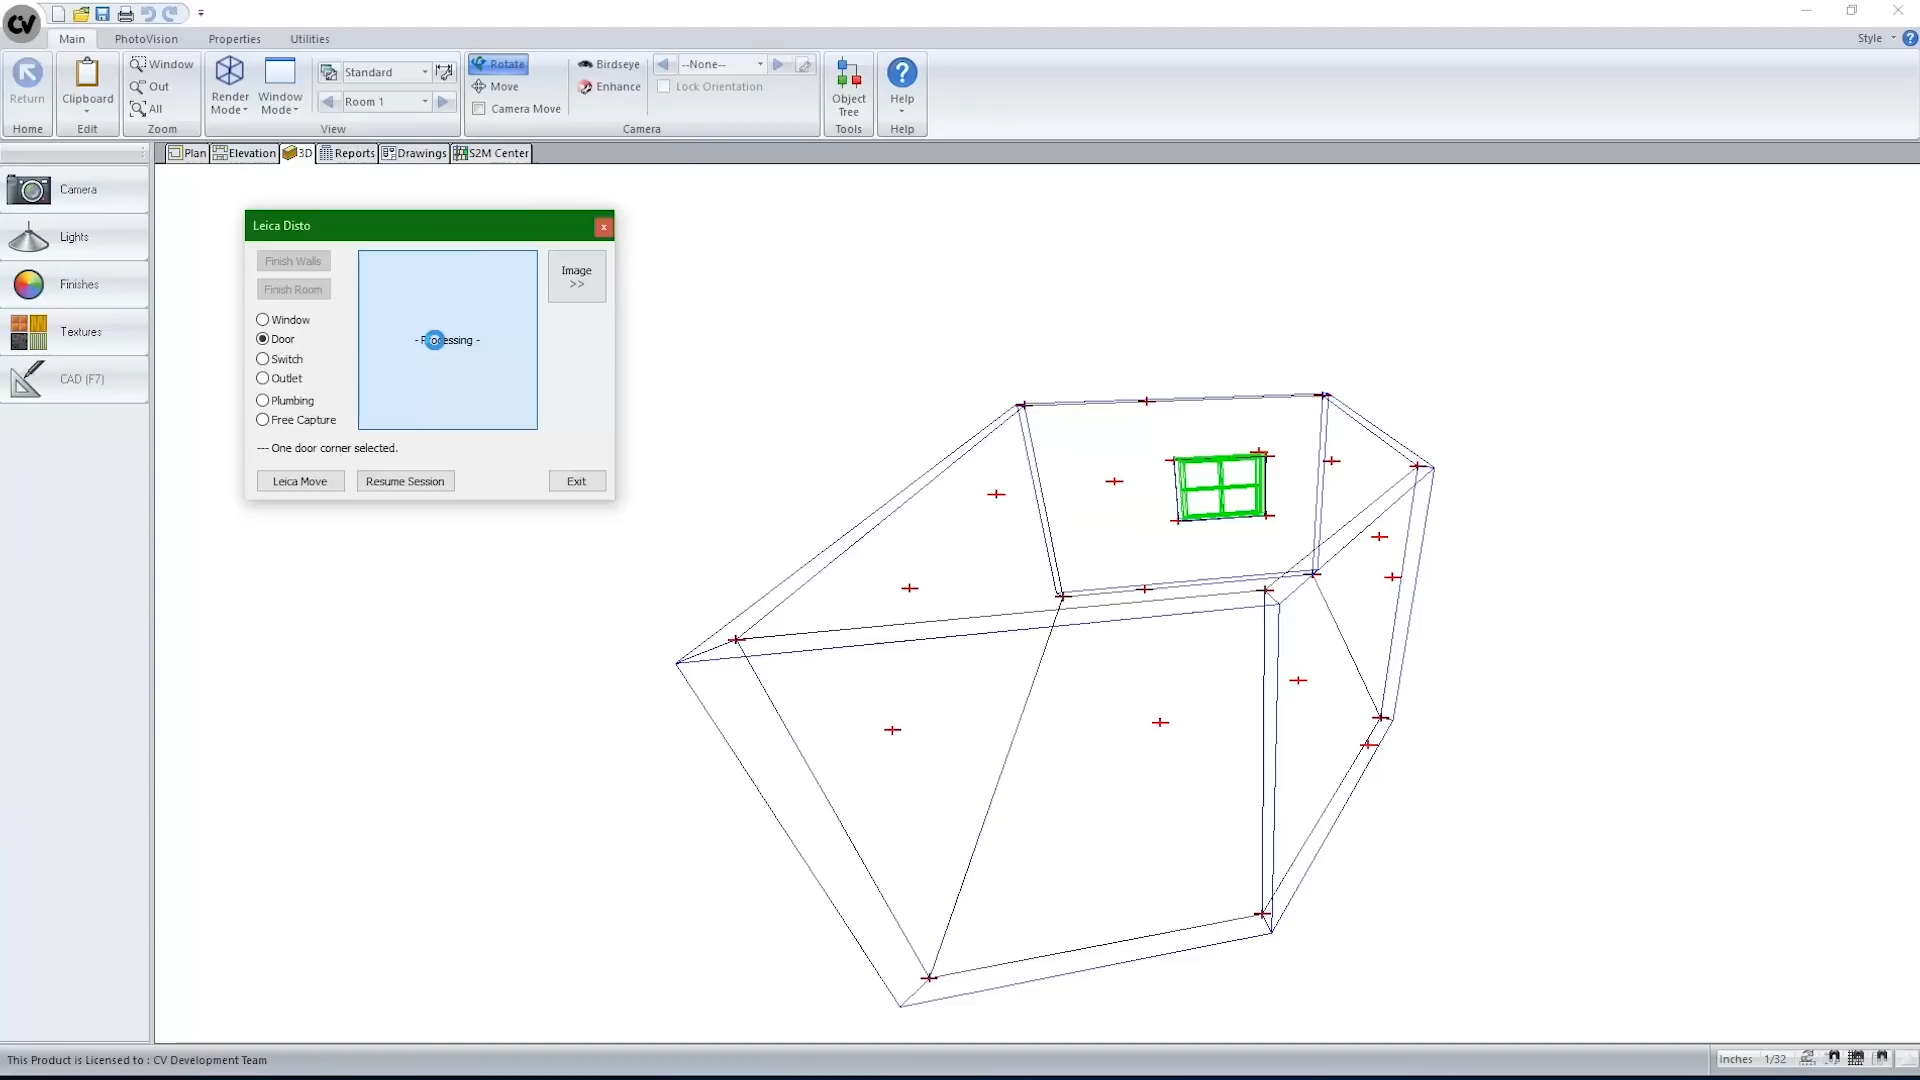 CV
Main PhotoVision Properties Utilities Style
Return
Home
Clipboard
Edit
Window
Out
All
Zoom
Render Mode
Window Mode
Standard
Room 1
View
Rotate
Move
Camera Move
Birdseye
Enhance
--None--
Lock Orientation
Camera
Object Tree
Tools
Help
Help
Plan Elevation 3D Reports Drawings S2M Center
Camera
Lights
Finishes
Textures
CAD (F7)
Leica Disto x
Finish Walls
Finish Room
Window
Door
Switch
Outlet
Plumbing
Free Capture
- Processing -
Image
>>
--- One door corner selected.
Leica Move Resume Session Exit
This Product is Licensed to : CV Development Team
Inches 1/32